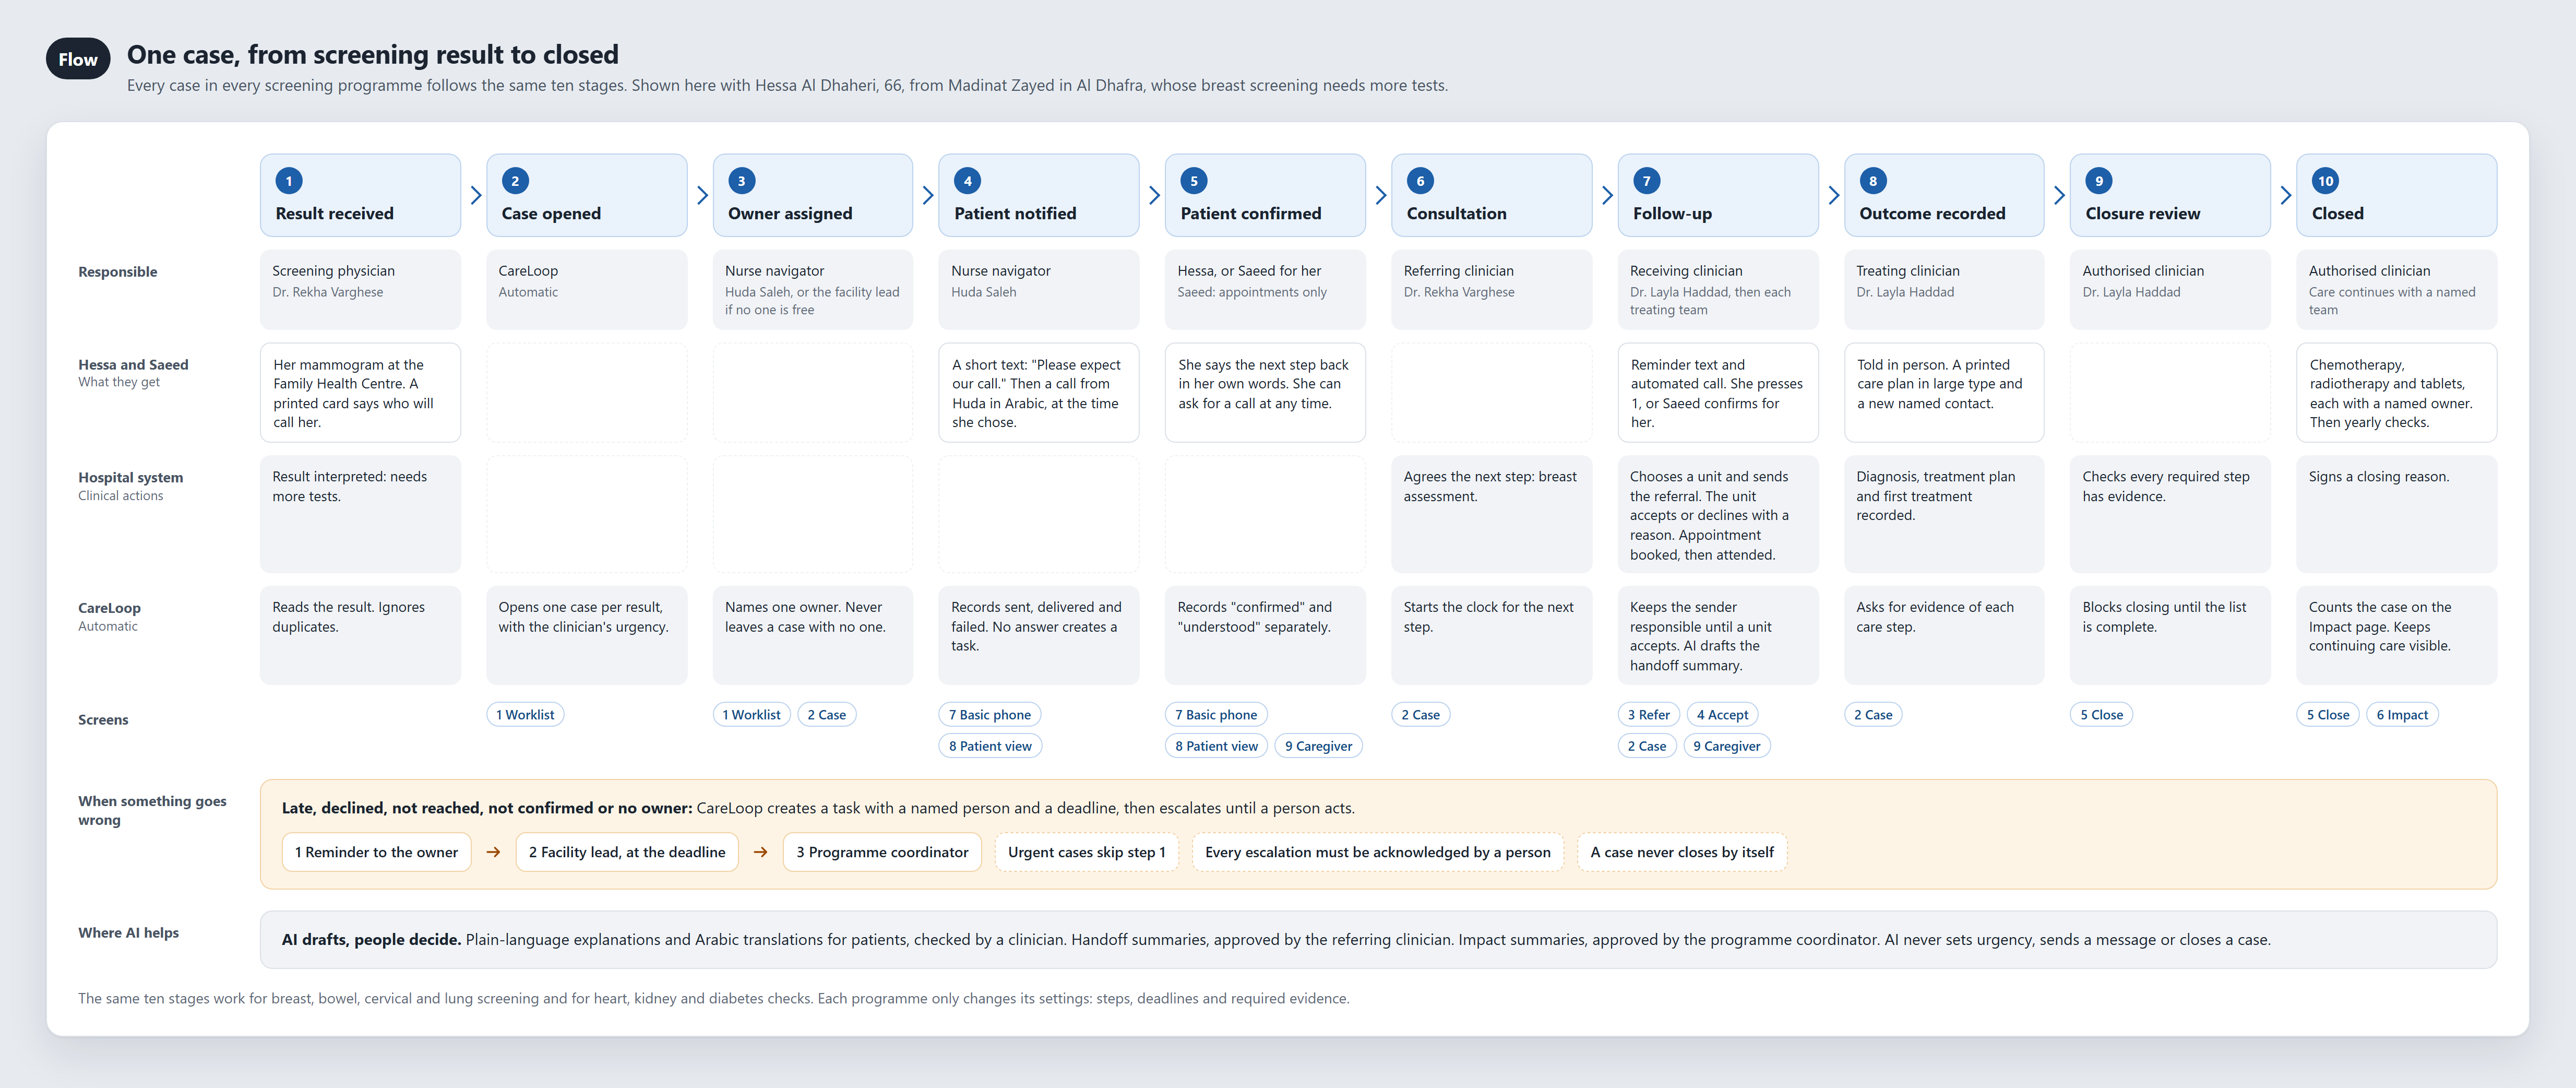 Flow
One case, from screening result to closed
Every case in every screening programme follows the same ten stages. Shown here with Hessa Al Dhaheri, 66, from Madinat Zayed in Al Dhafra, whose breast screening needs more tests.
1
Result received
2
Case opened
3
Owner assigned
4
Patient notified
5
Patient confirmed
6
Consultation
7
Follow-up
8
Outcome recorded
9
Closure review
10
Closed
Responsible
Screening physician
Dr. Rekha Varghese
CareLoop
Automatic
Nurse navigator
Huda Saleh, or the facility lead
if no one is free
Nurse navigator
Huda Saleh
Hessa, or Saeed for her
Saeed: appointments only
Referring clinician
Dr. Rekha Varghese
Receiving clinician
Dr. Layla Haddad, then each
treating team
Treating clinician
Dr. Layla Haddad
Authorised clinician
Dr. Layla Haddad
Authorised clinician
Care continues with a named
team
Hessa and Saeed
What they get
Her mammogram at the
Family Health Centre. A
printed card says who will
call her.
A short text: "Please expect
our call." Then a call from
Huda in Arabic, at the time
she chose.
She says the next step back
in her own words. She can
ask for a call at any time.
Reminder text and
automated call. She presses
1, or Saeed confirms for
her.
Told in person. A printed
care plan in large type and
a new named contact.
Chemotherapy,
radiotherapy and tablets,
each with a named owner.
Then yearly checks.
Hospital system
Clinical actions
Result interpreted: needs
more tests.
Agrees the next step: breast
assessment.
Chooses a unit and sends
the referral. The unit
accepts or declines with a
reason. Appointment
booked, then attended.
Diagnosis, treatment plan
and first treatment
recorded.
Checks every required step
has evidence.
Signs a closing reason.
CareLoop
Automatic
Reads the result. Ignores
duplicates.
Opens one case per result,
with the clinician's urgency.
Names one owner. Never
leaves a case with no one.
Records sent, delivered and
failed. No answer creates a
task.
Records "confirmed" and
"understood" separately.
Starts the clock for the next
step.
Keeps the sender
responsible until a unit
accepts. AI drafts the
handoff summary.
Asks for evidence of each
care step.
Blocks closing until the list
is complete.
Counts the case on the
Impact page. Keeps
continuing care visible.
Screens
1 Worklist
1 Worklist 2 Case
7 Basic phone
8 Patient view
7 Basic phone
8 Patient view 9 Caregiver
2 Case
3 Refer 4 Accept
2 Case 9 Caregiver
2 Case
5 Close
5 Close 6 Impact
When something goes
wrong
Late, declined, not reached, not confirmed or no owner: CareLoop creates a task with a named person and a deadline, then escalates until a person acts.
1 Reminder to the owner → 2 Facility lead, at the deadline → 3 Programme coordinator Urgent cases skip step 1 Every escalation must be acknowledged by a person A case never closes by itself
Where AI helps
AI drafts, people decide. Plain-language explanations and Arabic translations for patients, checked by a clinician. Handoff summaries, approved by the referring clinician. Impact summaries, approved by the programme coordinator. AI never sets urgency, sends a message or closes a case.
The same ten stages work for breast, bowel, cervical and lung screening and for heart, kidney and diabetes checks. Each programme only changes its settings: steps, deadlines and required evidence.